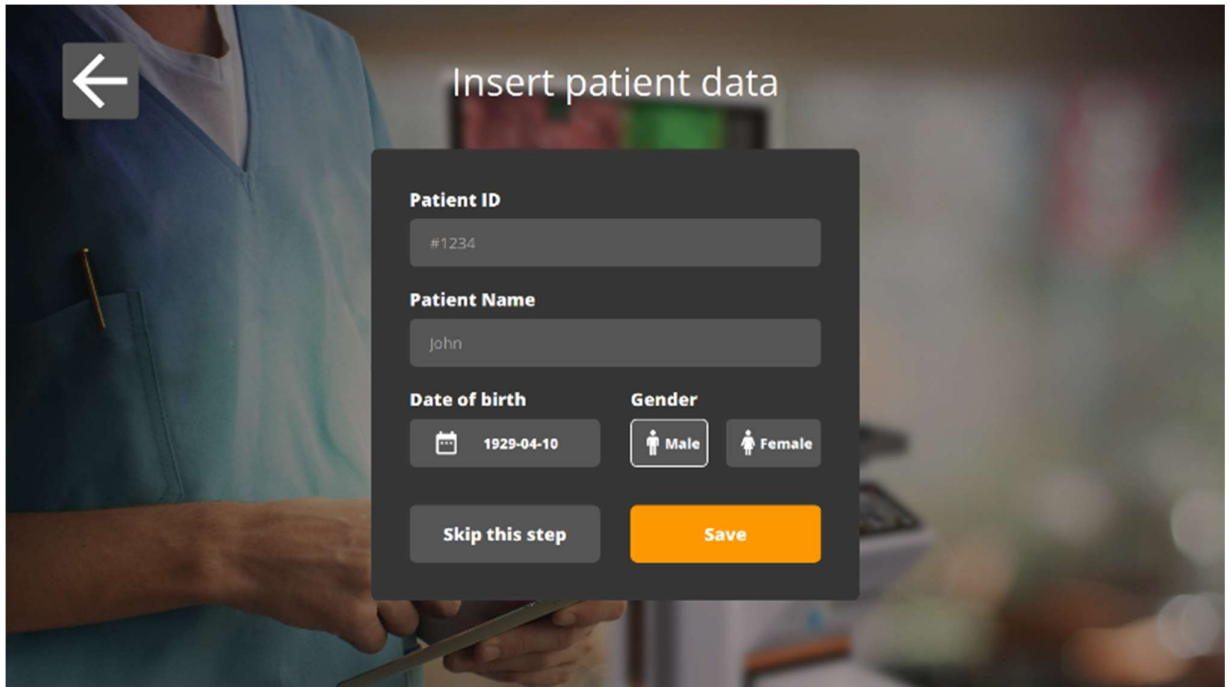 Insert patient data
Patient ID
#1234
Patient Name
John
Date of birth Gender
1929-04-10 Male Female
Skip this step Save